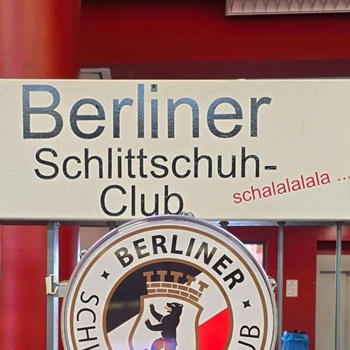 Berliner
Schlittschuh-
Club
schalalalala ...
BERLINER